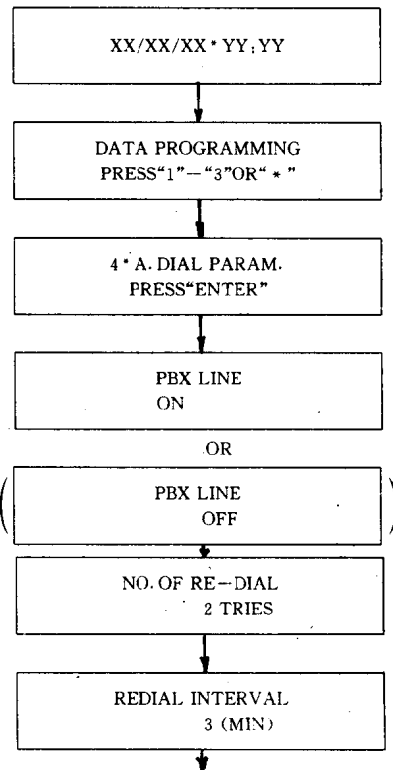 XX/XX/XX * YY:YY
DATA PROGRAMMING
PRESS“1”—“3”OR“ * ”
4 * A. DIAL PARAM.
PRESS“ENTER”
PBX LINE
ON
OR
PBX LINE
OFF
NO. OF RE-DIAL
2 TRIES
REDIAL INTERVAL
3 (MIN)